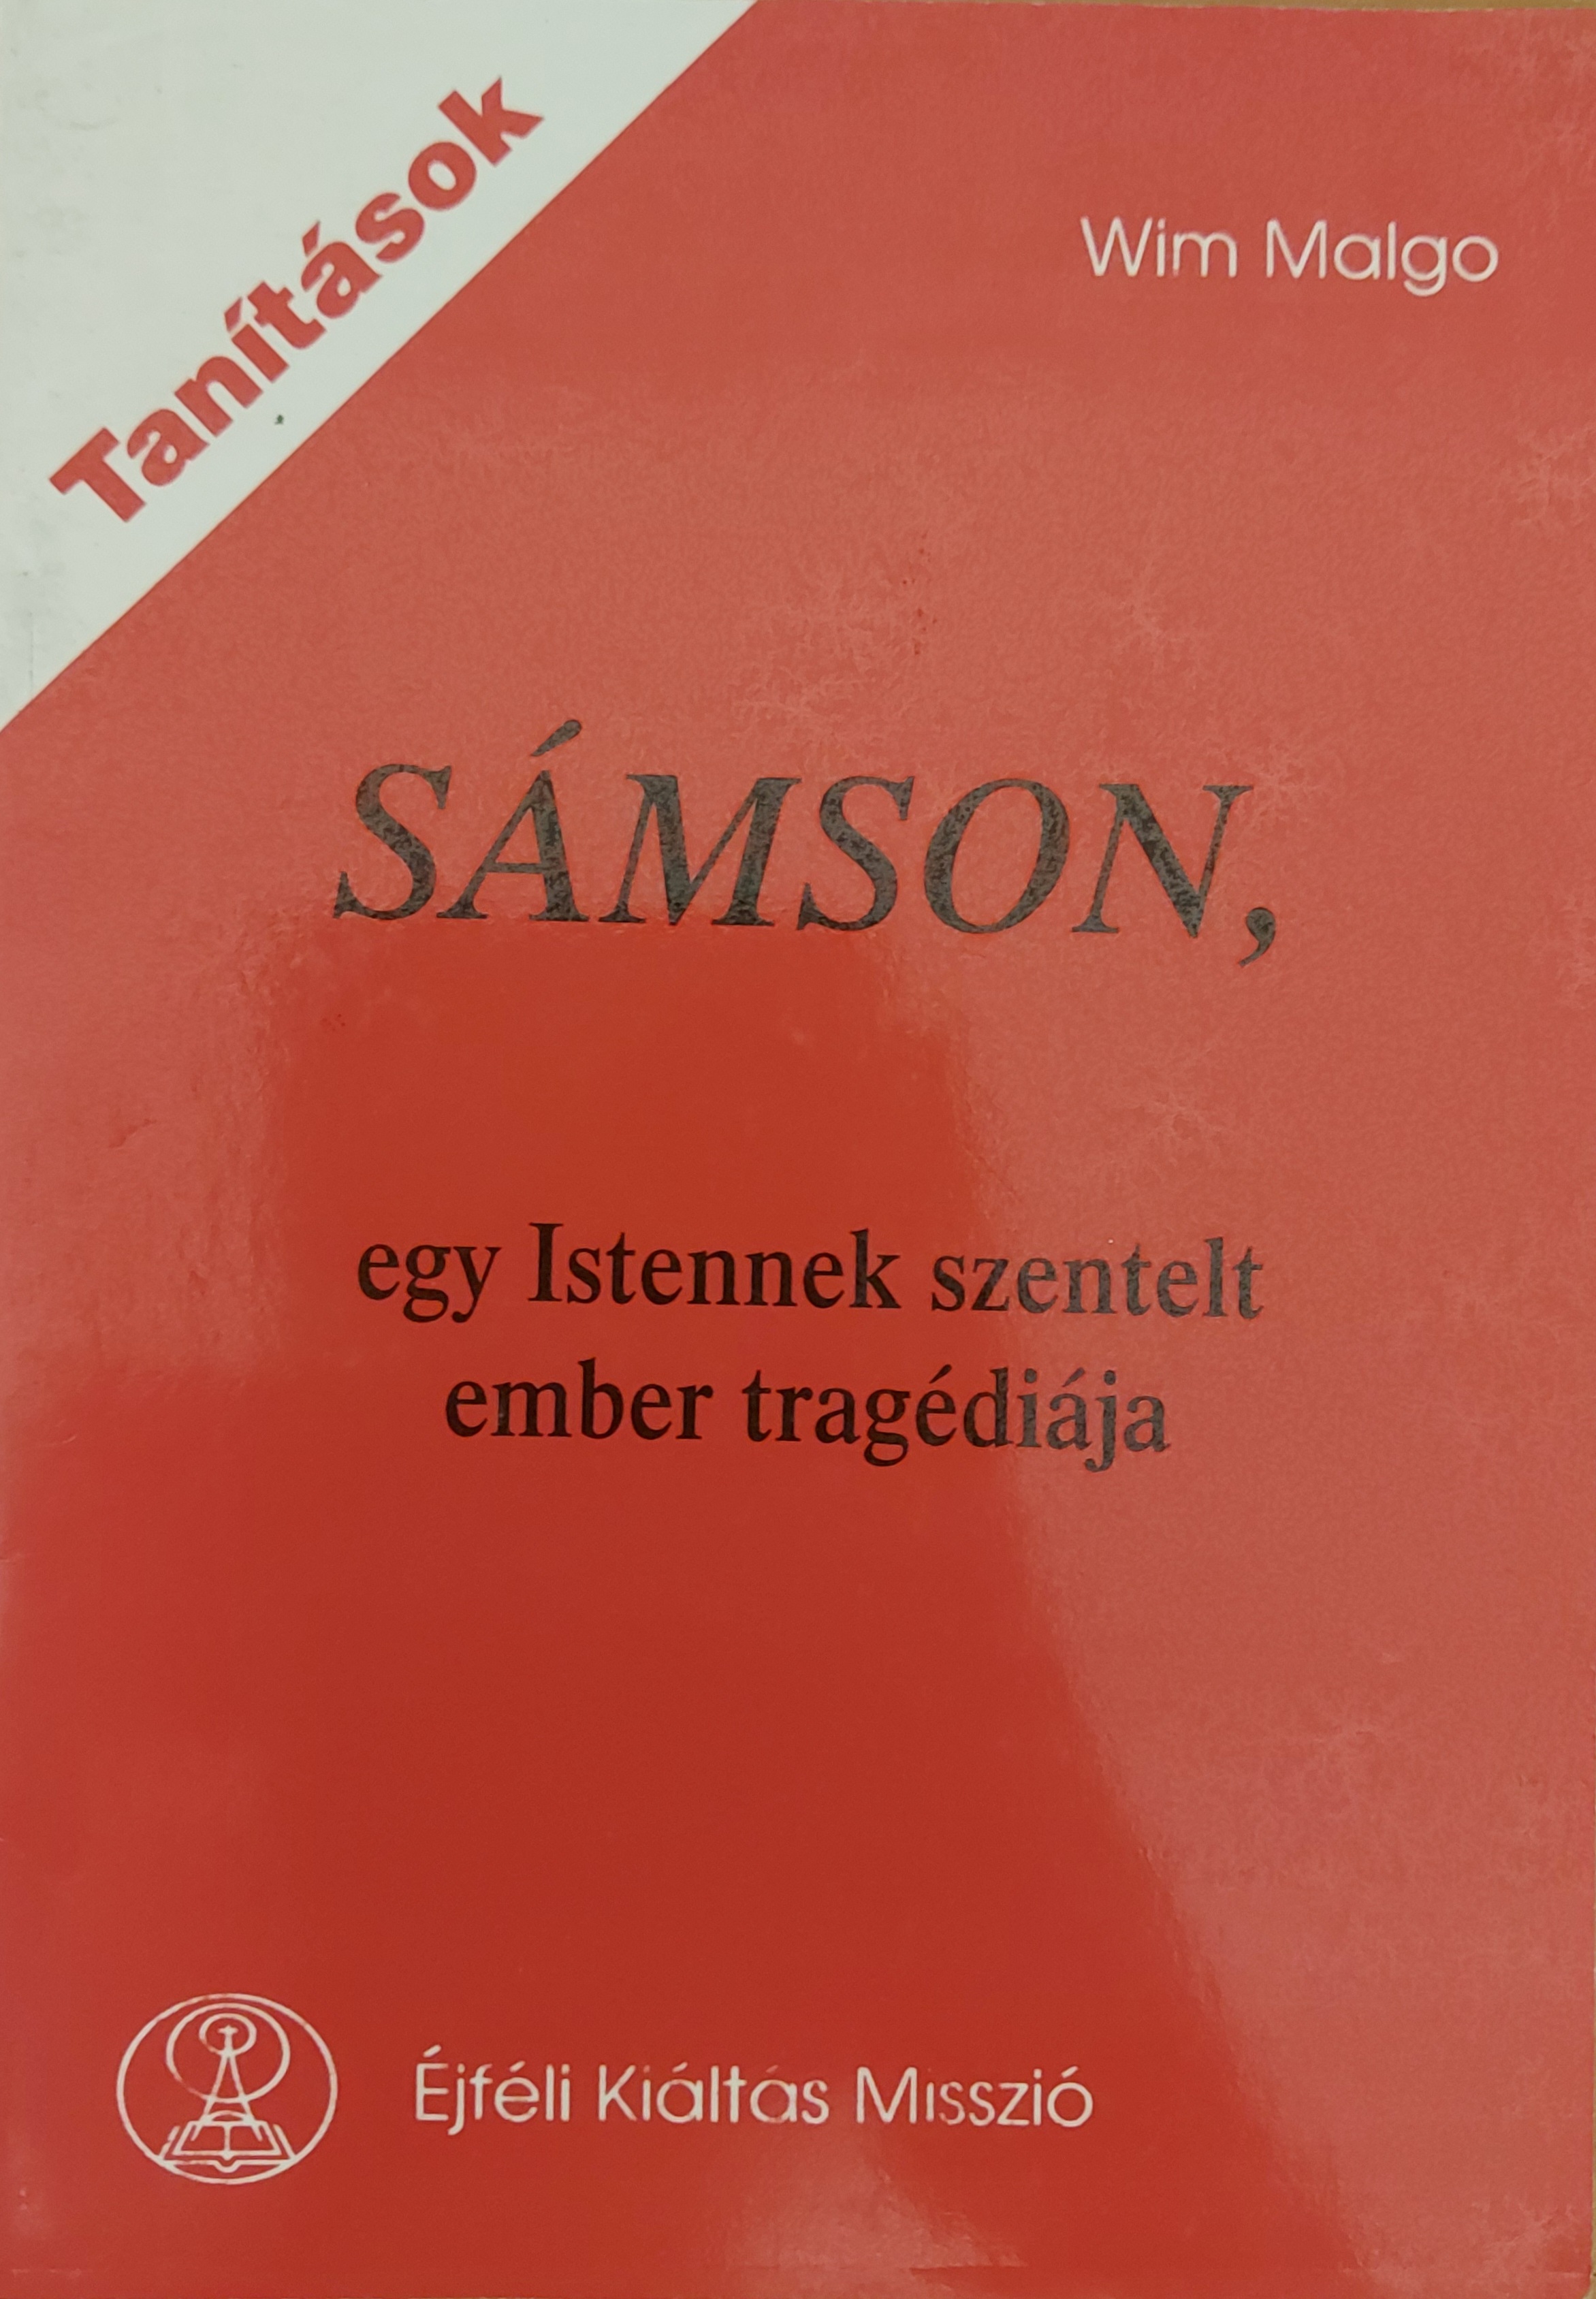 Tanítások
Wim Malgo
SÁMSON,
egy Istennek szentelt
ember tragédiája
Éjféli Kiáltás Misszió